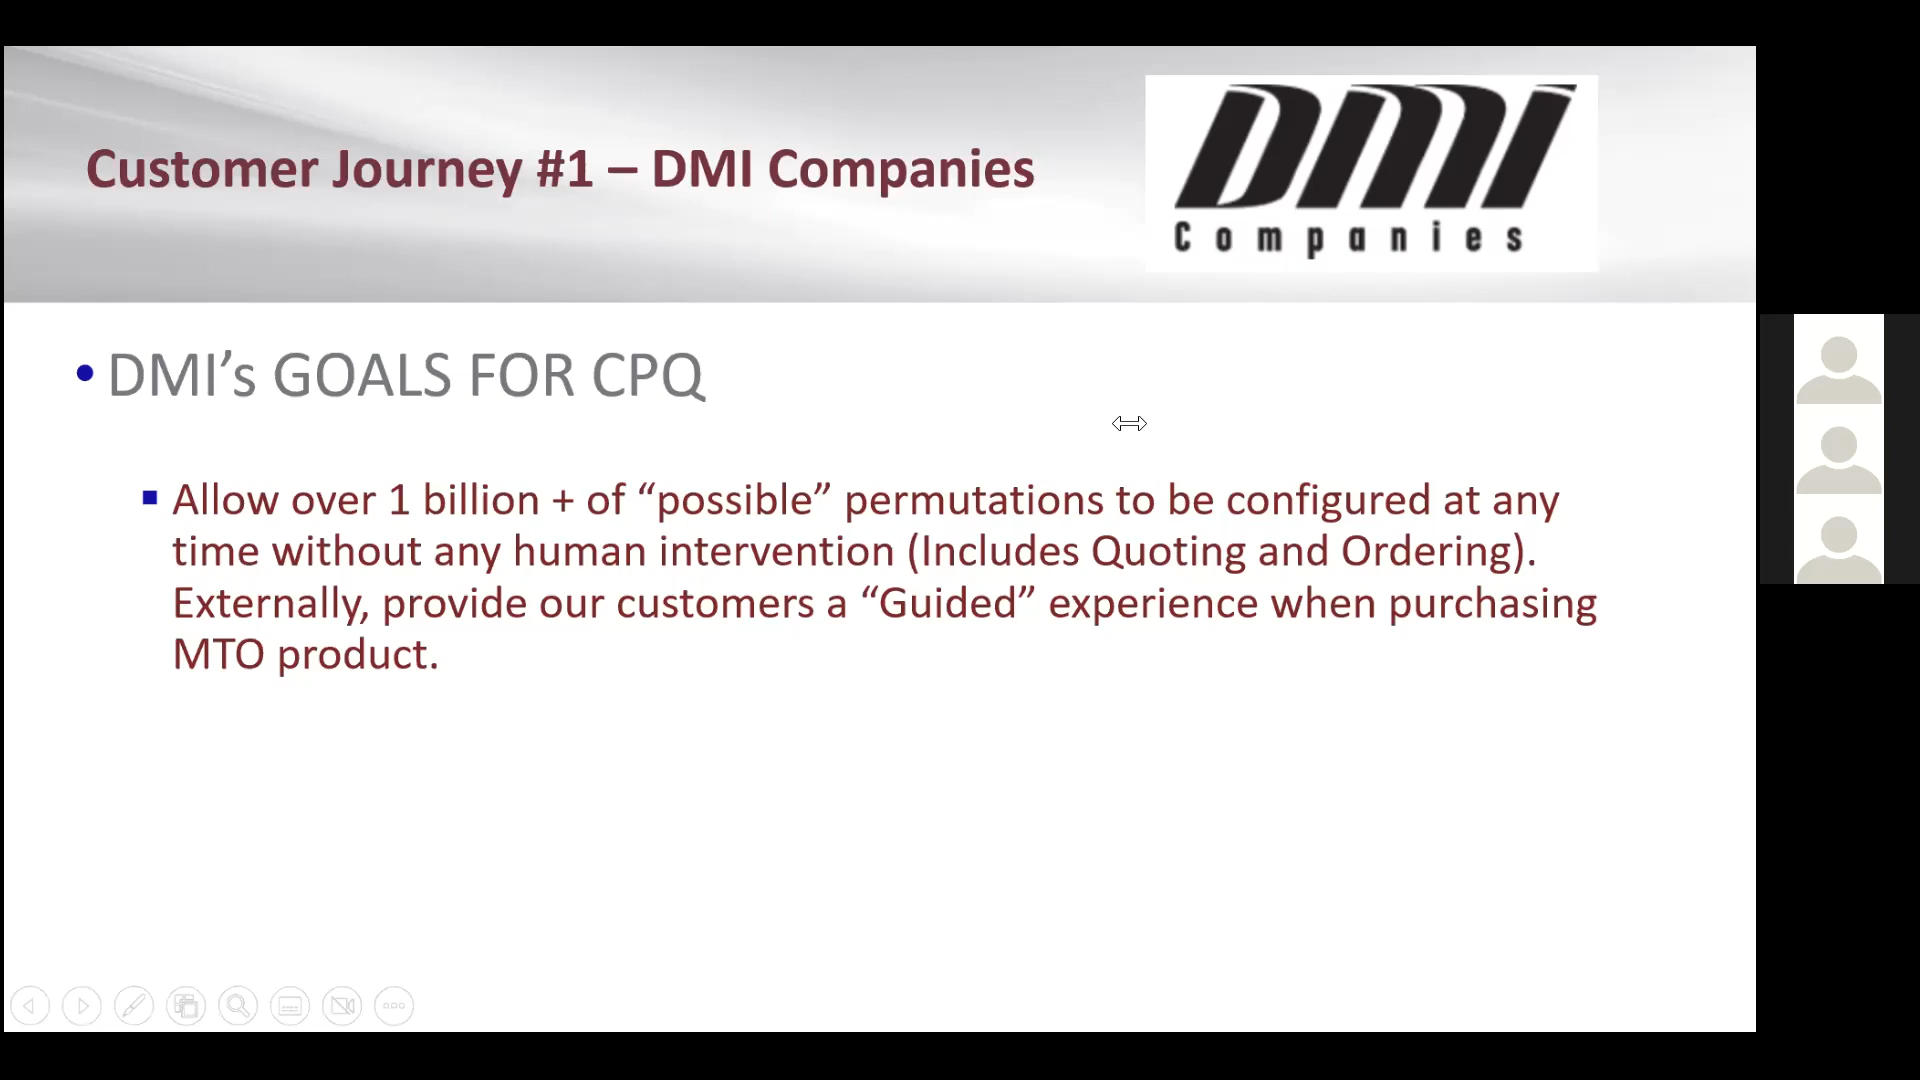 Customer Journey #1 – DMI Companies
DMI
Companies
• DMI’s GOALS FOR CPQ
▪ Allow over 1 billion + of “possible” permutations to be configured at any
time without any human intervention (Includes Quoting and Ordering).
Externally, provide our customers a “Guided” experience when purchasing
MTO product.